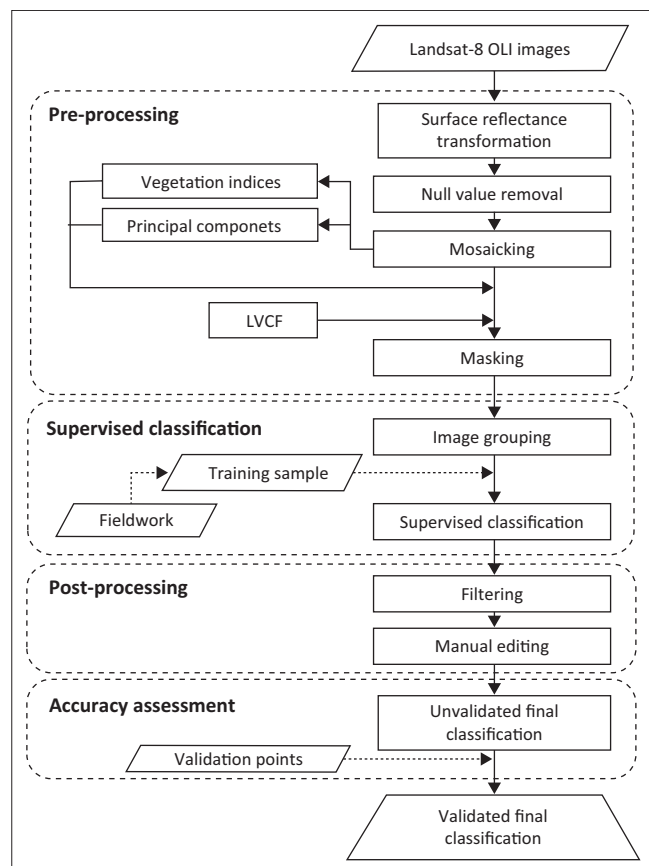 Landsat-8 OLI images
Pre-processing
Surface reflectance
transformation
Vegetation indices
Null value removal
Principal componets
Mosaicking
LVCF
Masking
Supervised classification
Image grouping
Training sample
Fieldwork
Supervised classification
Post-processing
Filtering
Manual editing
Accuracy assessment
Unvalidated final
classification
Validation points
Validated final
classification